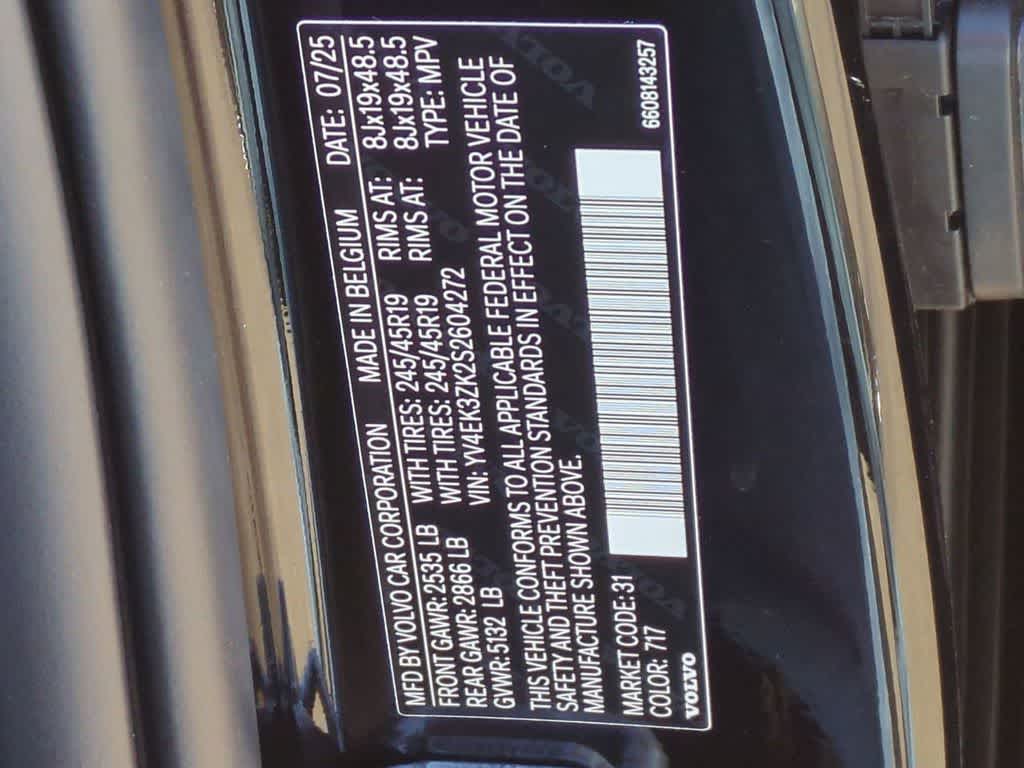 MFD BY VOLVO CAR CORPORATION MADE IN BELGIUM DATE: 07/25
FRONT GAWR: 2535 LB WITH TIRES: 245/45R19 RIMS AT: 8Jx19x48.5
REAR GAWR: 2866 LB WITH TIRES: 245/45R19 RIMS AT: 8Jx19x48.5
GVWR: 5132 LB VIN: YV4EK3ZK2S2604272 TYPE: MPV
THIS VEHICLE CONFORMS TO ALL APPLICABLE FEDERAL MOTOR VEHICLE
SAFETY AND THEFT PREVENTION STANDARDS IN EFFECT ON THE DATE OF
MANUFACTURE SHOWN ABOVE.
MARKET CODE:31
COLOR: 717
VOLVO
6608143257